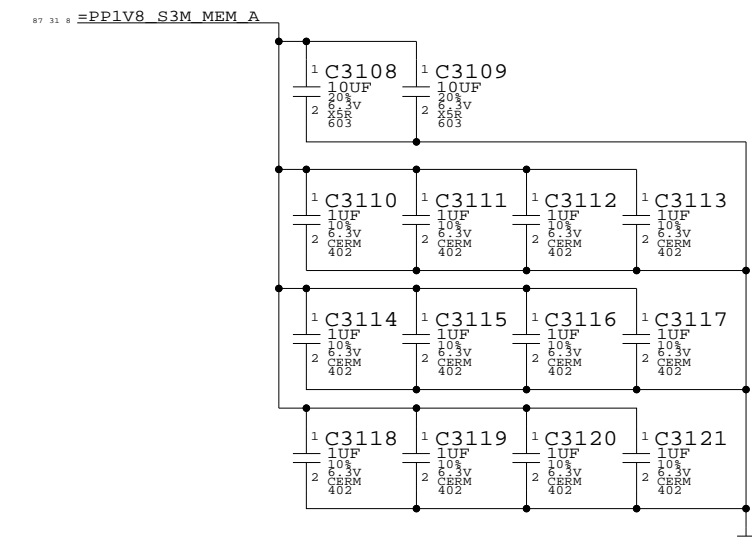 87 31 8 =PP1V8_S3M_MEM_A
1 C3108 1 C3109
10UF 10UF
20% 20%
6.3V 6.3V
2 X5R 2 X5R
603 603
1 C3110 1 C3111 1 C3112 1 C3113
1UF 1UF 1UF 1UF
10% 10% 10% 10%
6.3V 6.3V 6.3V 6.3V
2 CERM 2 CERM 2 CERM 2 CERM
402 402 402 402
1 C3114 1 C3115 1 C3116 1 C3117
1UF 1UF 1UF 1UF
10% 10% 10% 10%
6.3V 6.3V 6.3V 6.3V
2 CERM 2 CERM 2 CERM 2 CERM
402 402 402 402
1 C3118 1 C3119 1 C3120 1 C3121
1UF 1UF 1UF 1UF
10% 10% 10% 10%
6.3V 6.3V 6.3V 6.3V
2 CERM 2 CERM 2 CERM 2 CERM
402 402 402 402